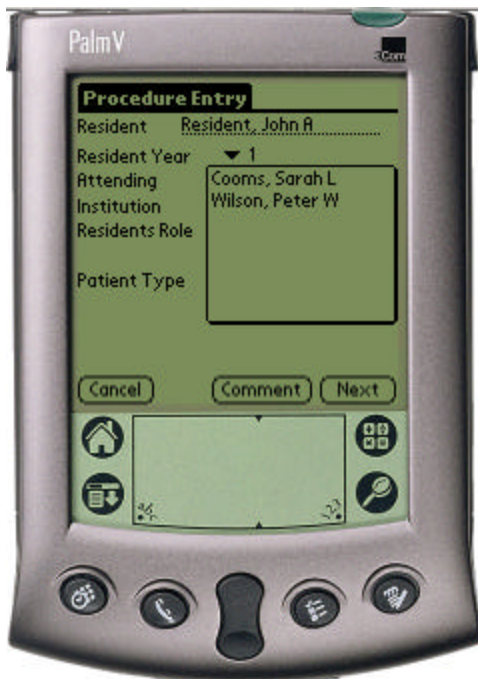 PalmV
3Com
Procedure Entry
Resident Resident, John A
Resident Year 1
Attending Cooms, Sarah L
Institution Wilson, Peter W
Residents Role
Patient Type
Cancel Comment Next